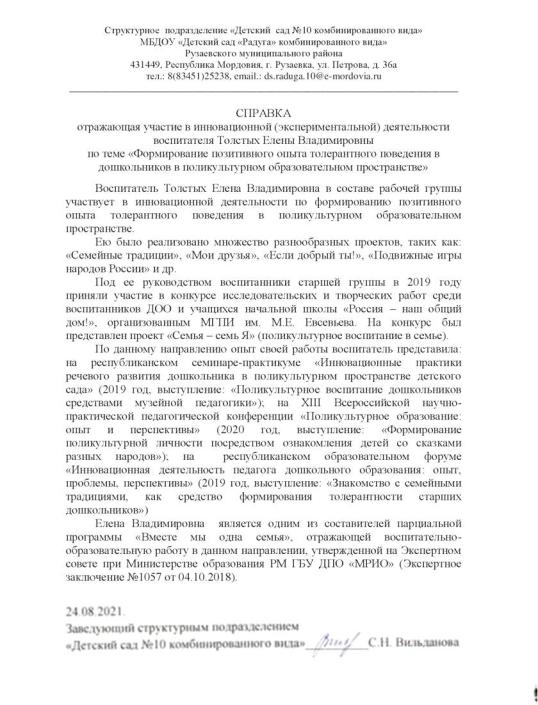 Структурное подразделение «Детский сад №10 комбинированного вида»
МБДОУ «Детский сад «Радуга» комбинированного вида»
Рузаевского муниципального района
431449, Республика Мордовия, г. Рузаевка, ул. Петрова, д. 36а
тел.: 8(83451)25238, email.: ds.raduga.10@e-mordovia.ru
СПРАВКА
отражающая участие в инновационной (экспериментальной) деятельности
воспитателя Толстых Елены Владимировны
по теме «Формирование позитивного опыта толерантного поведения в
дошкольников в поликультурном образовательном пространстве»
Воспитатель Толстых Елена Владимировна в составе рабочей группы
участвует в инновационной деятельности по формированию позитивного
опыта толерантного поведения в поликультурном образовательном
пространстве.
Ею было реализовано множество разнообразных проектов, таких как:
«Семейные традиции», «Мои друзья», «Если добрый ты!», «Подвижные игры
народов России» и др.
Под ее руководством воспитанники старшей группы в 2019 году
приняли участие в конкурсе исследовательских и творческих работ среди
воспитанников ДОО и учащихся начальной школы «Россия – наш общий
дом!», организованным МГПИ им. М.Е. Евсевьева. На конкурс был
представлен проект «Семья – семь Я» (поликультурное воспитание в семье).
По данному направлению опыт своей работы воспитатель представила:
на республиканском семинаре-практикуме «Инновационные практики
речевого развития дошкольника в поликультурном пространстве детского
сада» (2019 год, выступление: «Поликультурное воспитание дошкольников
средствами музейной педагогики»); на XIII Всероссийской научно-
практической педагогической конференции «Поликультурное образование:
опыт и перспективы» (2020 год, выступление: «Формирование
поликультурной личности посредством ознакомления детей со сказками
разных народов»); на республиканском образовательном форуме
«Инновационная деятельность педагога дошкольного образования: опыт,
проблемы, перспективы» (2019 год, выступление: «Знакомство с семейными
традициями, как средство формирования толерантности старших
дошкольников»)
Елена Владимировна является одним из составителей парциальной
программы «Вместе мы одна семья», отражающей воспитательно-
образовательную работу в данном направлении, утвержденной на Экспертном
совете при Министерстве образования РМ ГБУ ДПО «МРИО» (Экспертное
заключение №1057 от 04.10.2018).
24.08.2021.
Заведующий структурным подразделением
«Детский сад №10 комбинированного вида» С.Н. Вильданова